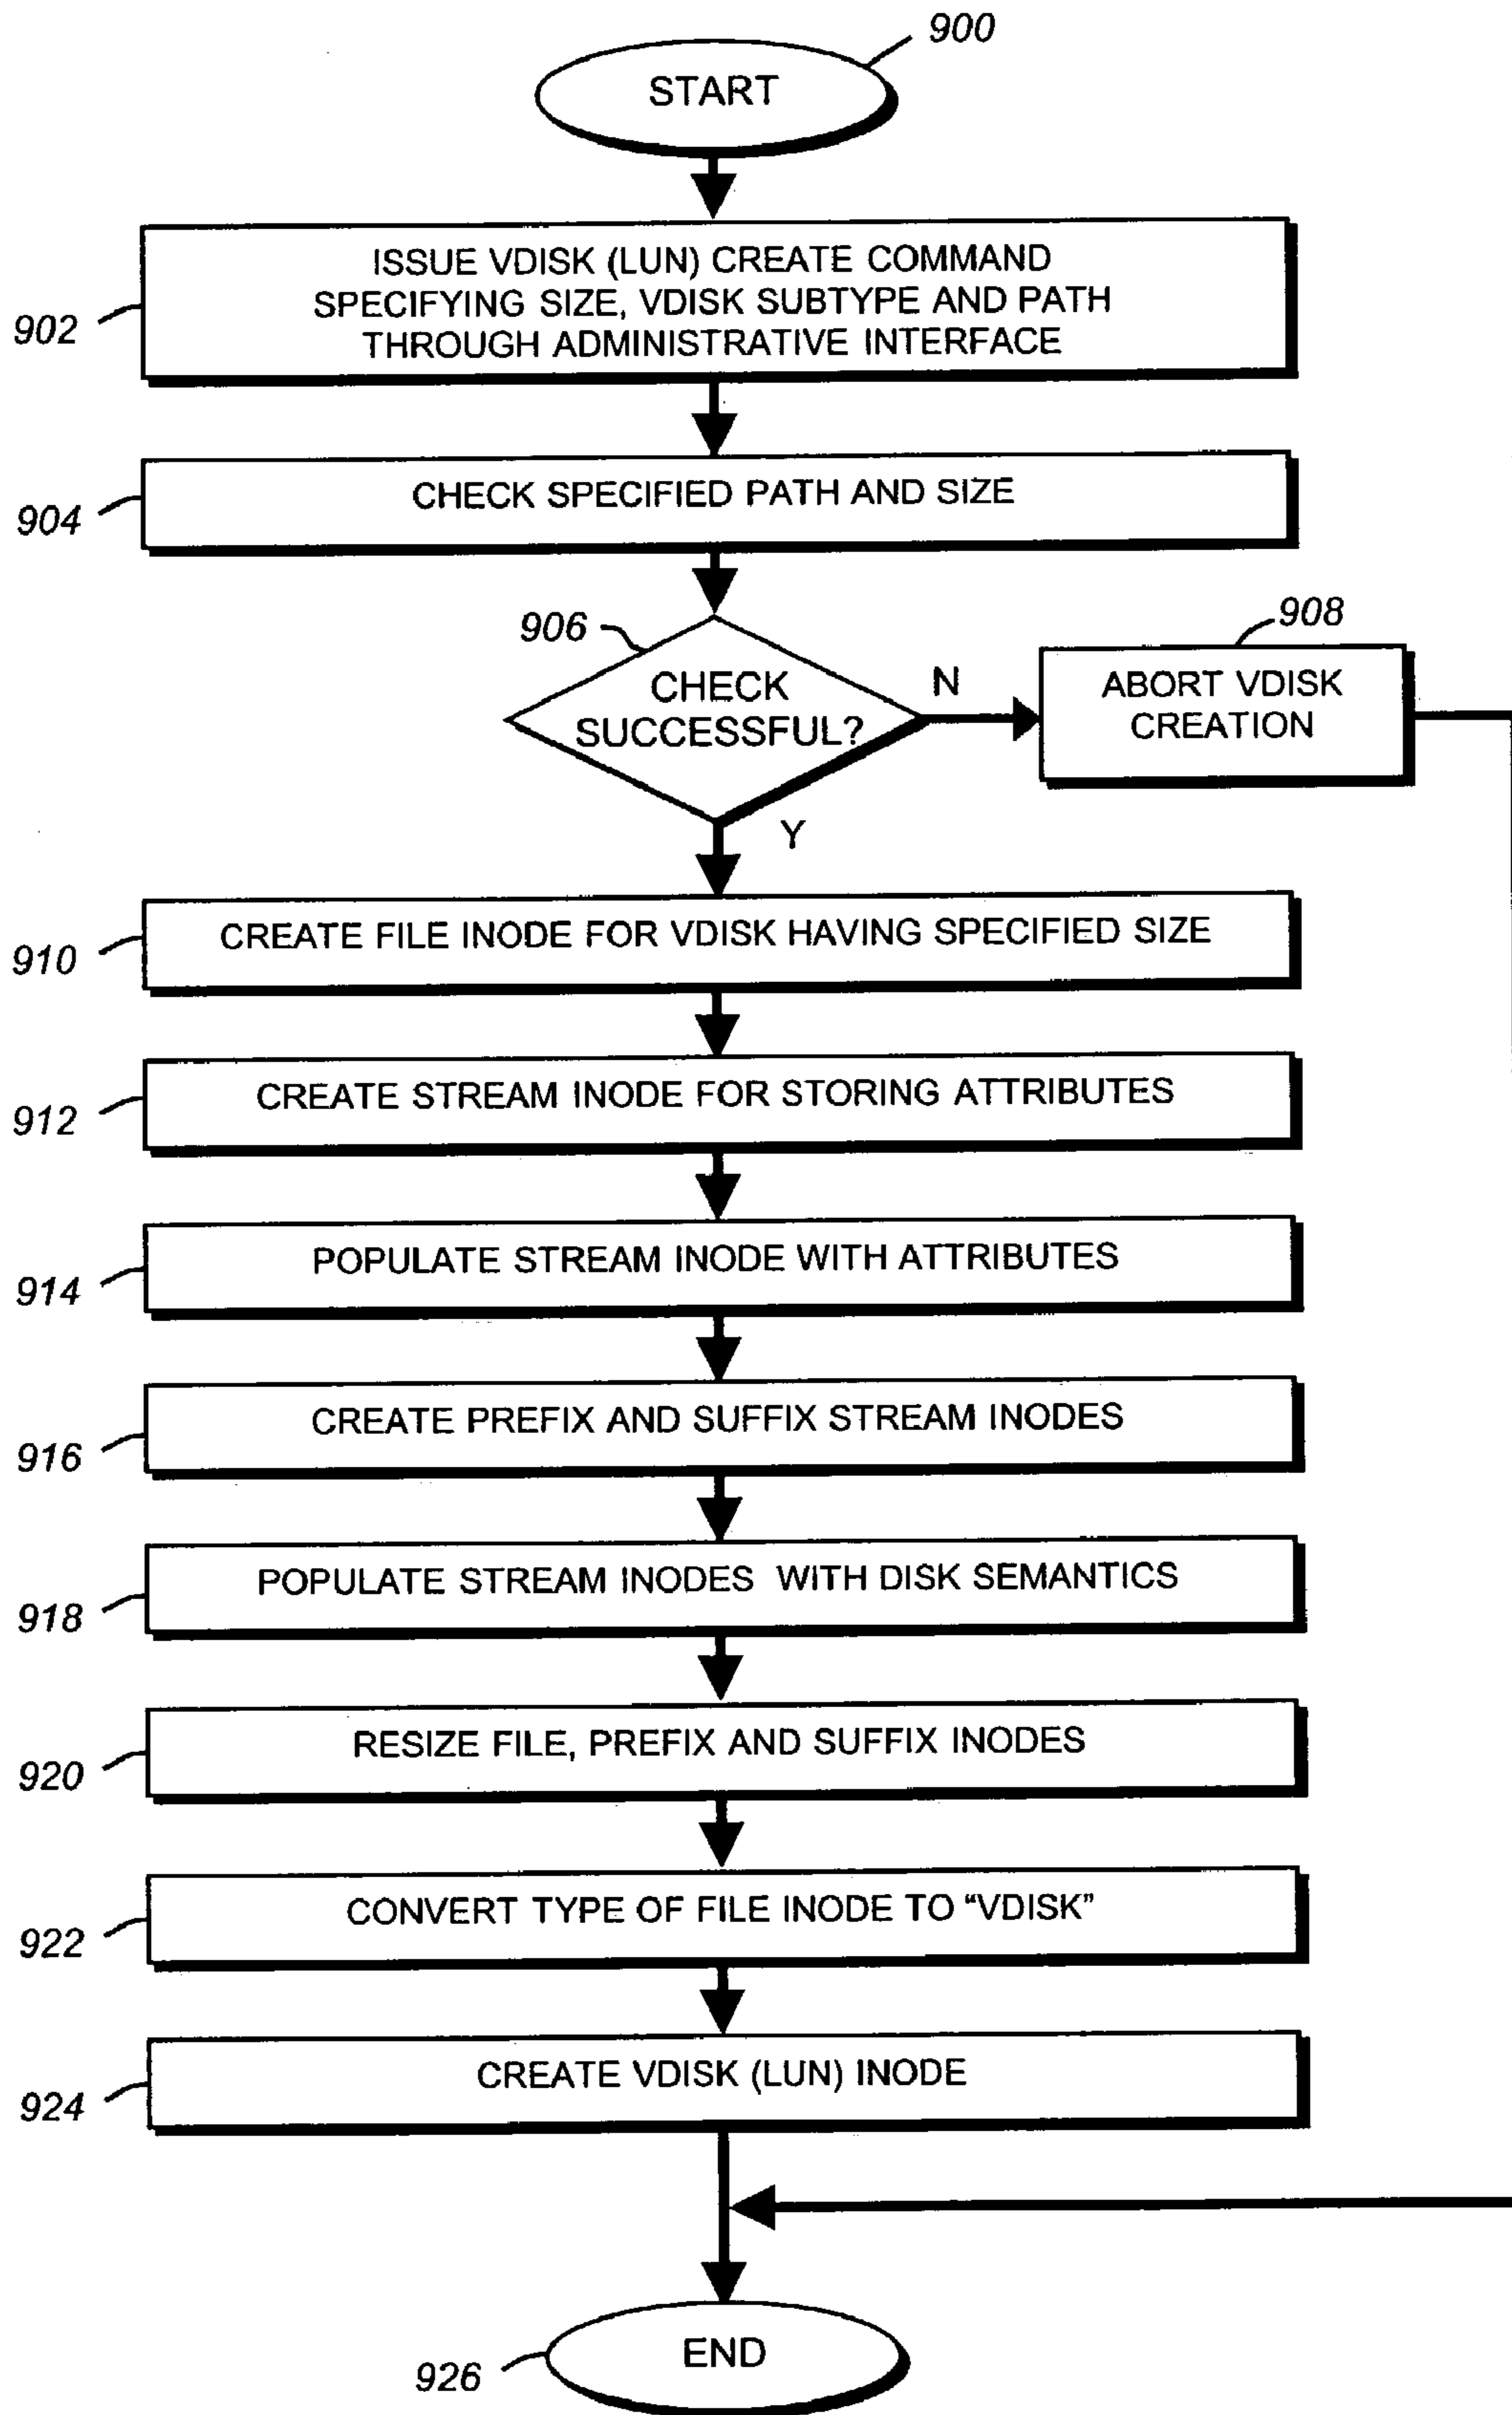 900
START
ISSUE VDISK (LUN) CREATE COMMAND
SPECIFYING SIZE, VDISK SUBTYPE AND PATH
THROUGH ADMINISTRATIVE INTERFACE
902
CHECK SPECIFIED PATH AND SIZE
904
906
CHECK
SUCCESSFUL?
N
908
ABORT VDISK
CREATION
Y
CREATE FILE INODE FOR VDISK HAVING SPECIFIED SIZE
910
CREATE STREAM INODE FOR STORING ATTRIBUTES
912
POPULATE STREAM INODE WITH ATTRIBUTES
914
CREATE PREFIX AND SUFFIX STREAM INODES
916
POPULATE STREAM INODES WITH DISK SEMANTICS
918
RESIZE FILE, PREFIX AND SUFFIX INODES
920
CONVERT TYPE OF FILE INODE TO “VDISK”
922
CREATE VDISK (LUN) INODE
924
END
926